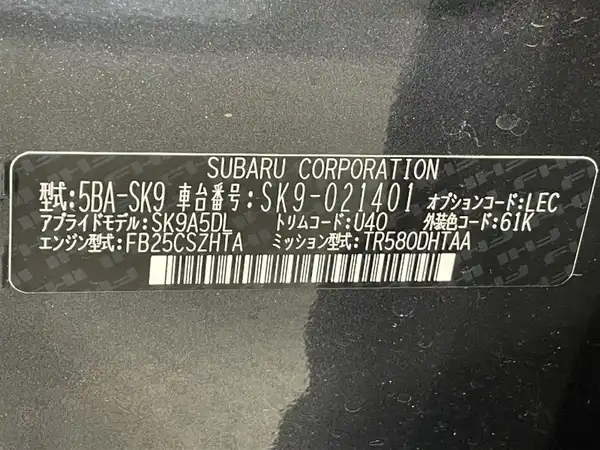 SUBARU CORPORATION
型式:5BA-SK9 車台番号:SK9-021401 オプションコード:LEC
アプライドモデル:SK9A5DL トリムコード:U40 外装色コード:61K
エンジン型式:FB25CSZHTA ミッション型式:TR580DHTAA